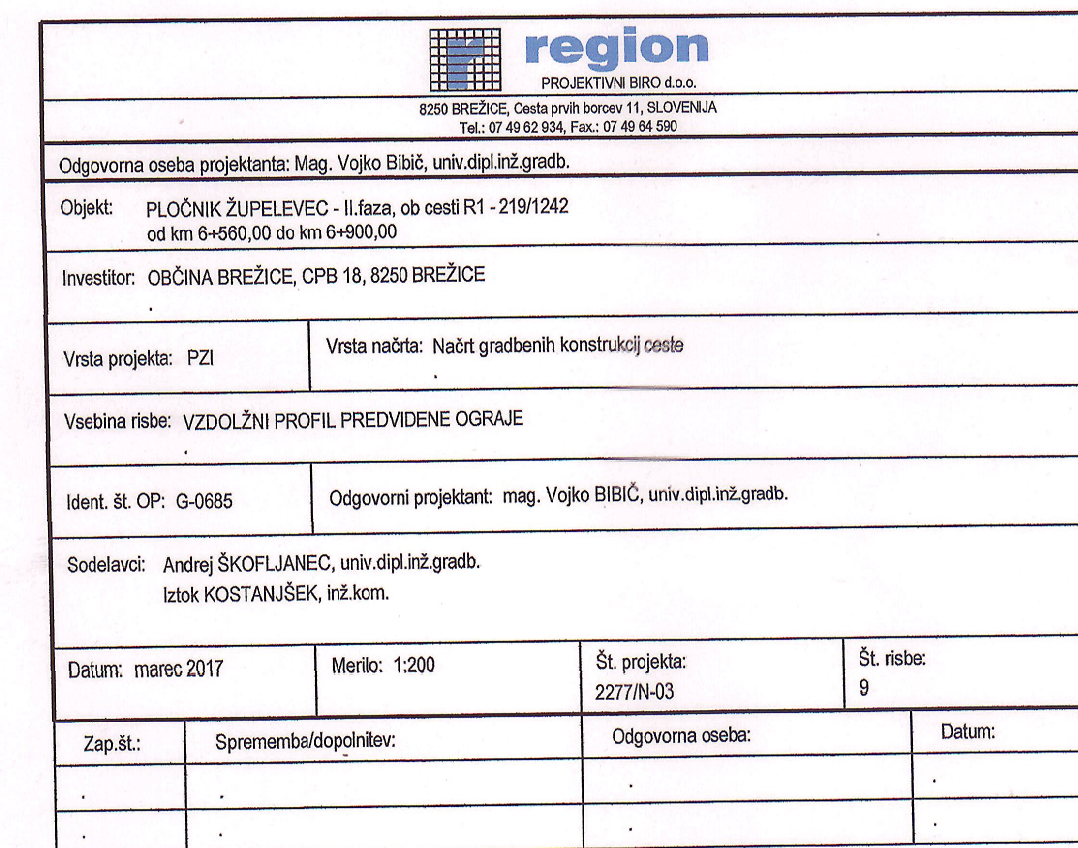 region
PROJEKTIVNI BIRO d.o.o.
8250 BREŽICE, Cesta prvih borcev 11, SLOVENIJA
Tel.: 07 49 62 934, Fax.: 07 49 64 590
Odgovorna oseba projektanta: Mag. Vojko Bibič, univ.dipl.inž.gradb.
Objekt: PLOČNIK ŽUPELEVEC - II.faza, ob cesti R1 - 219/1242
od km 6+560,00 do km 6+900,00
Investitor: OBČINA BREŽICE, CPB 18, 8250 BREŽICE
Vrsta projekta: PZI
Vrsta načrta: Načrt gradbenih konstrukcij ceste
Vsebina risbe: VZDOLŽNI PROFIL PREDVIDENE OGRAJE
Ident. št. OP: G-0685
Odgovorni projektant: mag. Vojko BIBIČ, univ.dipl.inž.gradb.
Sodelavci: Andrej ŠKOFLJANEC, univ.dipl.inž.gradb.
Iztok KOSTANJŠEK, inž.kom.
Datum: marec 2017
Merilo: 1:200
Št. projekta:
2277/N-03
Št. risbe:
9
Zap.št.: Sprememba/dopolnitev: Odgovorna oseba: Datum: